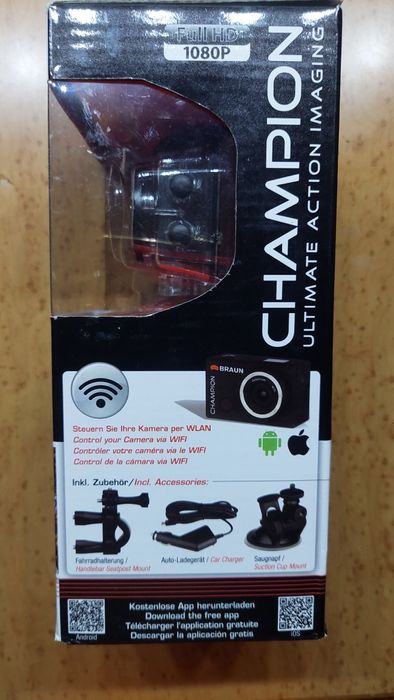 Full HD
1080P
CHAMPION
ULTIMATE ACTION IMAGING
BRAUN
CHAMPION
Steuern Sie Ihre Kamera per WLAN
Control your Camera via WIFI
Contrôler votre caméra via le WIFI
Control de la cámara via WIFI
Inkl. Zubehör/Incl. Accessories:
Fahrradhalterung /
Handlebar Seatpost Mount
Auto-Ladegerät / Car Charger
Saugnapf /
Suction Cup Mount
Kostenlose App herunterladen
Download the free app
Télécharger l'application gratuite
Descargar la aplicación gratis
Android
iOS